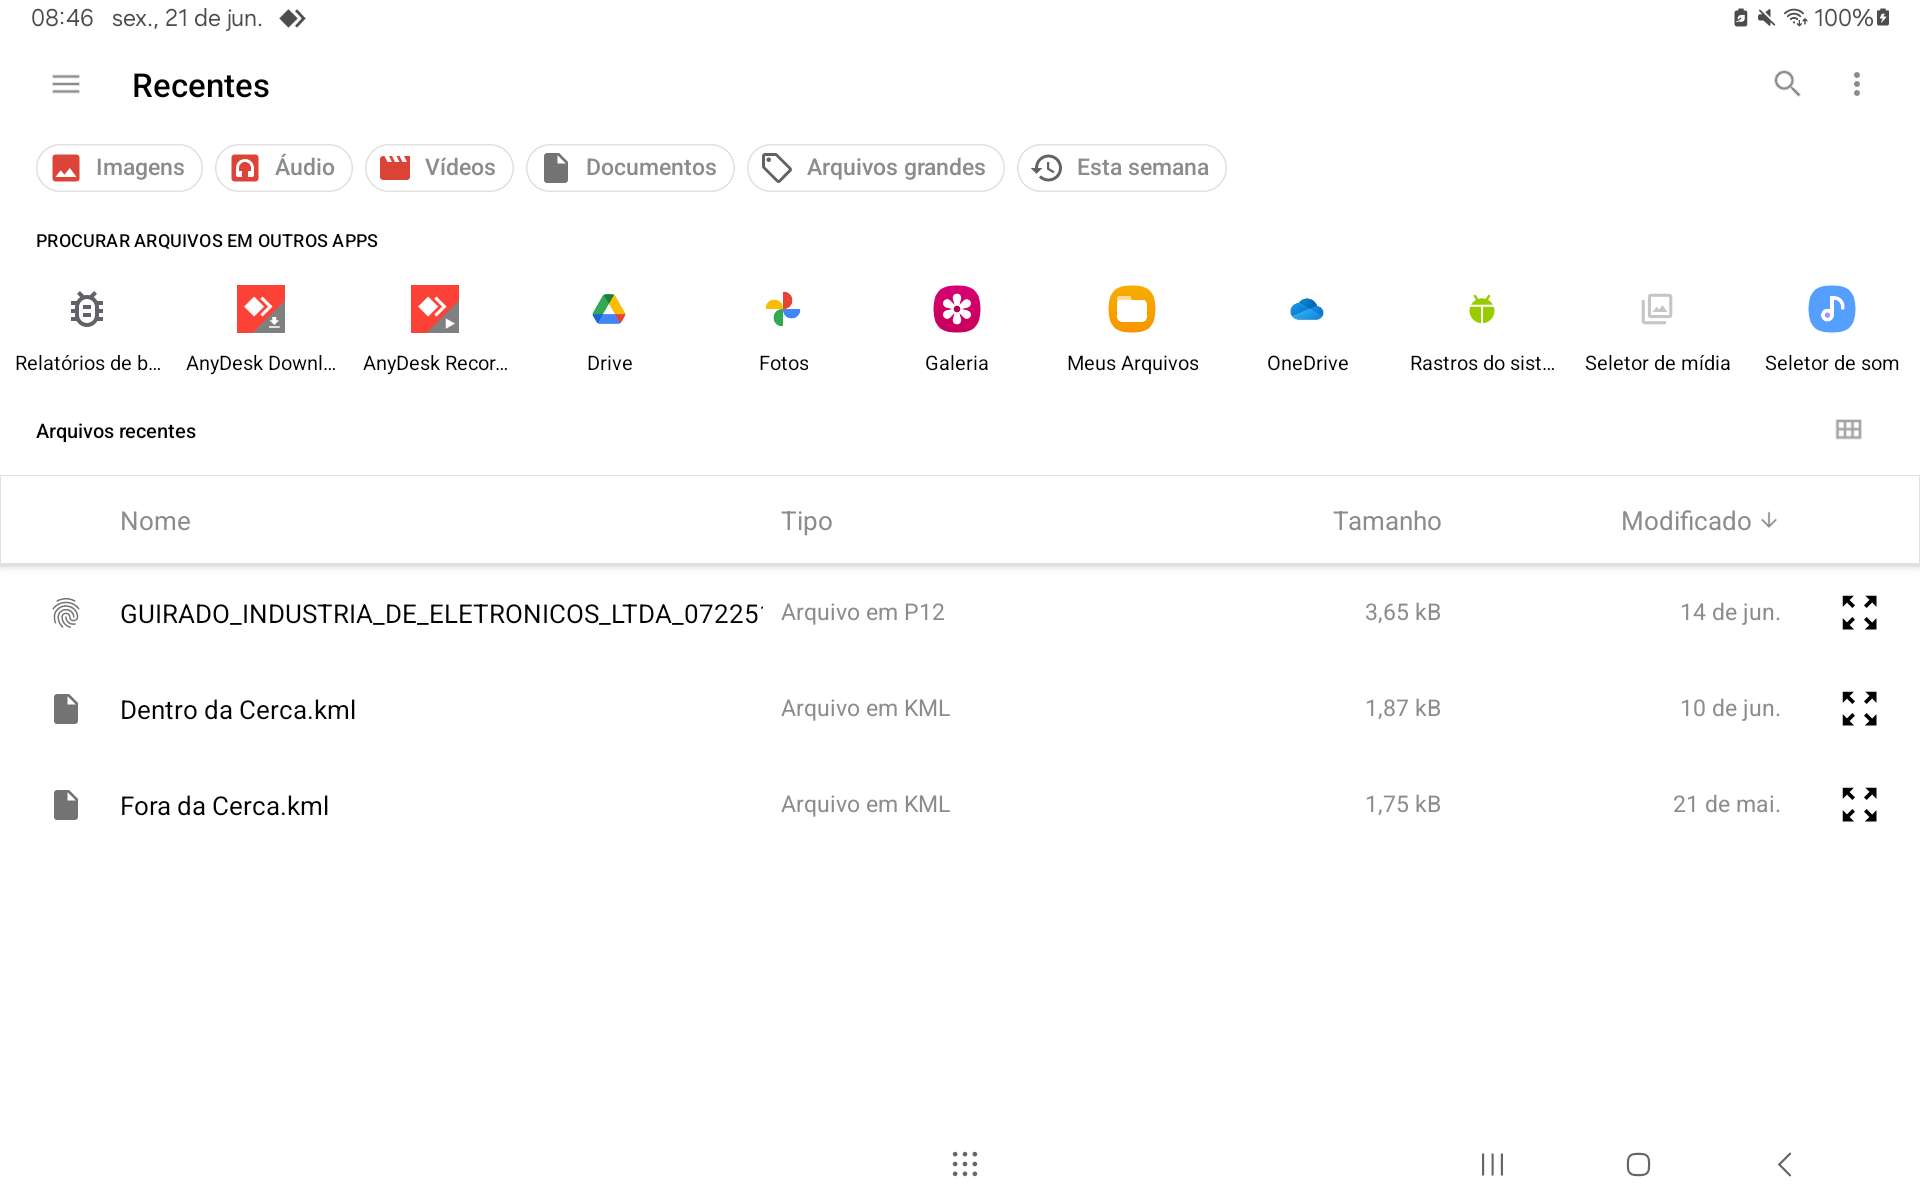 08:46 sex., 21 de jun. 100%
Recentes
Imagens Áudio Vídeos Documentos Arquivos grandes Esta semana
PROCURAR ARQUIVOS EM OUTROS APPS
Relatórios de b... AnyDesk Downl... AnyDesk Recor... Drive Fotos Galeria Meus Arquivos OneDrive Rastros do sist... Seletor de mídia Seletor de som
Arquivos recentes
Nome Tipo Tamanho Modificado
GUIRADO_INDUSTRIA_DE_ELETRONICOS_LTDA_07225 Arquivo em P12 3,65 kB 14 de jun.
Dentro da Cerca.kml Arquivo em KML 1,87 kB 10 de jun.
Fora da Cerca.kml Arquivo em KML 1,75 kB 21 de mai.